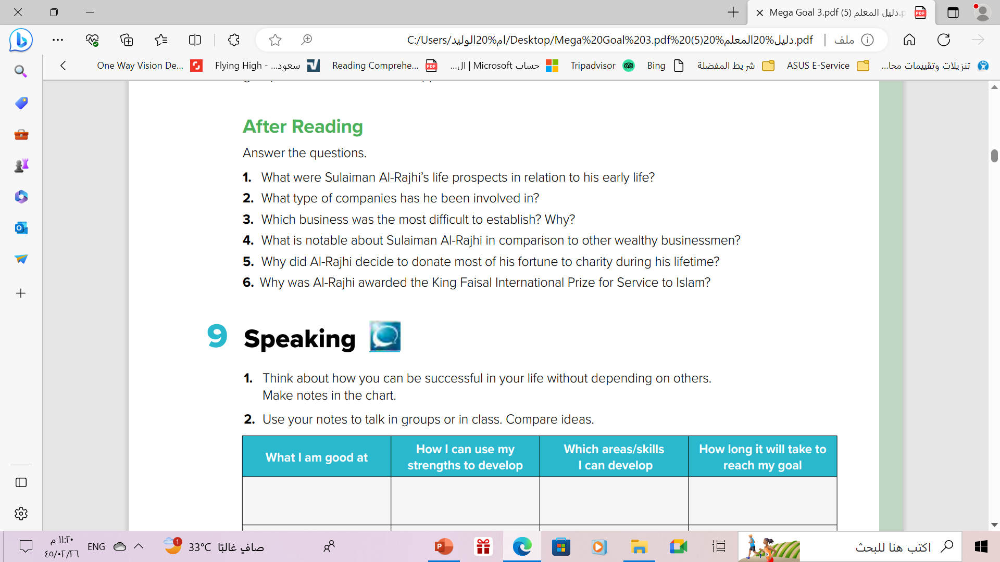 Mega Goal 3.pdf (5) دليل المعلم.p
C:/Users/ام%20الوليد/Desktop/Mega%20Goal%203.pdf%20(5)%20دليل%20المعلم.pdf
ملف
One Way Vision De...
Flying High - سعود...
Reading Comprehe...
حساب Microsoft | ال...
Tripadvisor
Bing
شريط المفضلة
ASUS E-Service
تنزيلات وتقييمات مجا...
After Reading
Answer the questions.
1. What were Sulaiman Al-Rajhi's life prospects in relation to his early life?
2. What type of companies has he been involved in?
3. Which business was the most difficult to establish? Why?
4. What is notable about Sulaiman Al-Rajhi in comparison to other wealthy businessmen?
5. Why did Al-Rajhi decide to donate most of his fortune to charity during his lifetime?
6. Why was Al-Rajhi awarded the King Faisal International Prize for Service to Islam?
9 Speaking
1. Think about how you can be successful in your life without depending on others.
Make notes in the chart.
2. Use your notes to talk in groups or in class. Compare ideas.
What I am good at
How I can use my
strengths to develop
Which areas/skills
I can develop
How long it will take to
reach my goal
١١:٢٠ م
٤٥/٠٢/٢٦
ENG
1
33°C صافٍ غالبًا
اكتب هنا للبحث